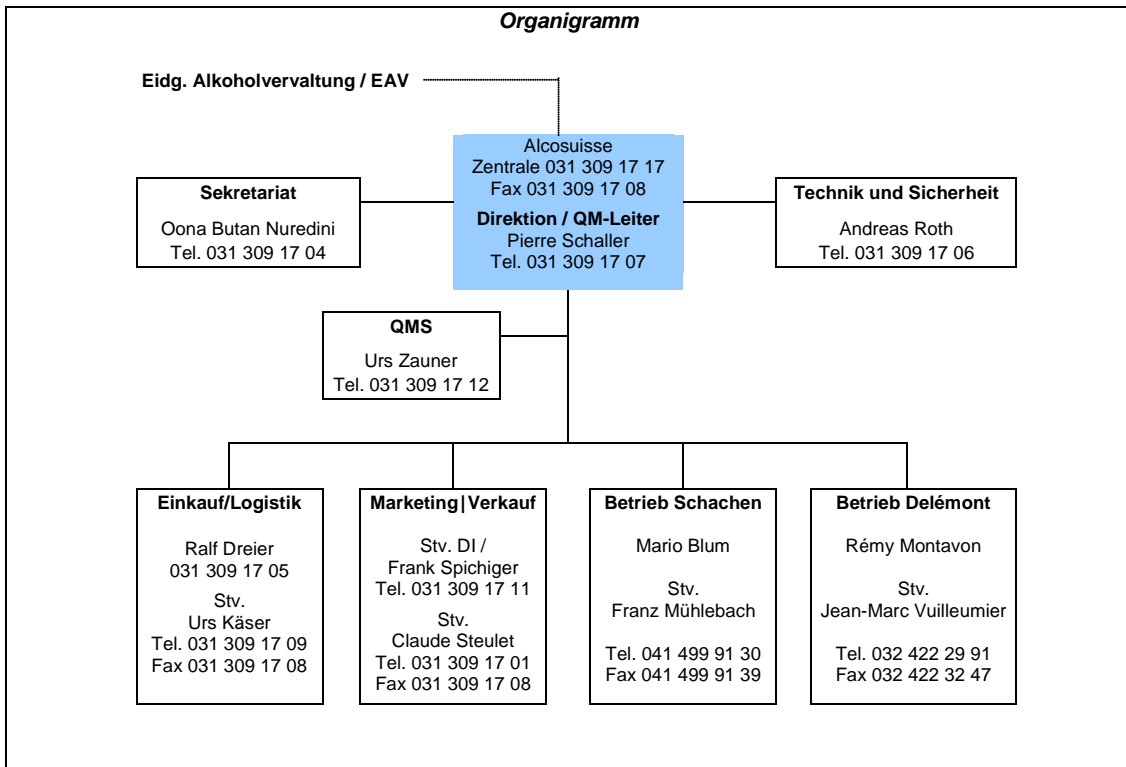 Organigramm
Eidg. Alkoholvervaltung / EAV
Alcosuisse
Zentrale 031 309 17 17
Fax 031 309 17 08
Direktion / QM-Leiter
Pierre Schaller
Tel. 031 309 17 07
Sekretariat
Oona Butan Nuredini
Tel. 031 309 17 04
Technik und Sicherheit
Andreas Roth
Tel. 031 309 17 06
QMS
Urs Zauner
Tel. 031 309 17 12
Einkauf/Logistik
Ralf Dreier
031 309 17 05
Stv.
Urs Käser
Tel. 031 309 17 09
Fax 031 309 17 08
Marketing|Verkauf
Stv. DI /
Frank Spichiger
Tel. 031 309 17 11
Stv.
Claude Steulet
Tel. 031 309 17 01
Fax 031 309 17 08
Betrieb Schachen
Mario Blum
Stv.
Franz Mühlebach
Tel. 041 499 91 30
Fax 041 499 91 39
Betrieb Delémont
Rémy Montavon
Stv.
Jean-Marc Vuilleumier
Tel. 032 422 29 91
Fax 032 422 32 47